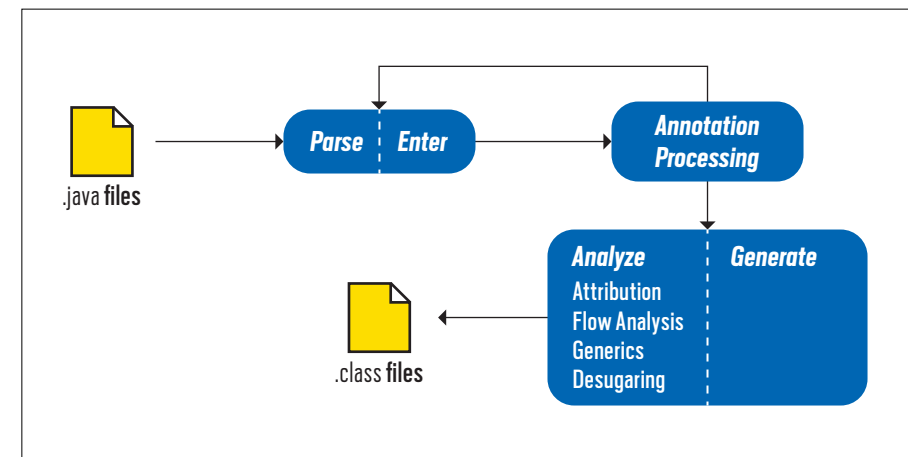 Parse
Enter
Annotation
Processing
.java files
Analyze
Generate
Attribution
Flow Analysis
Generics
Desugaring
.class files